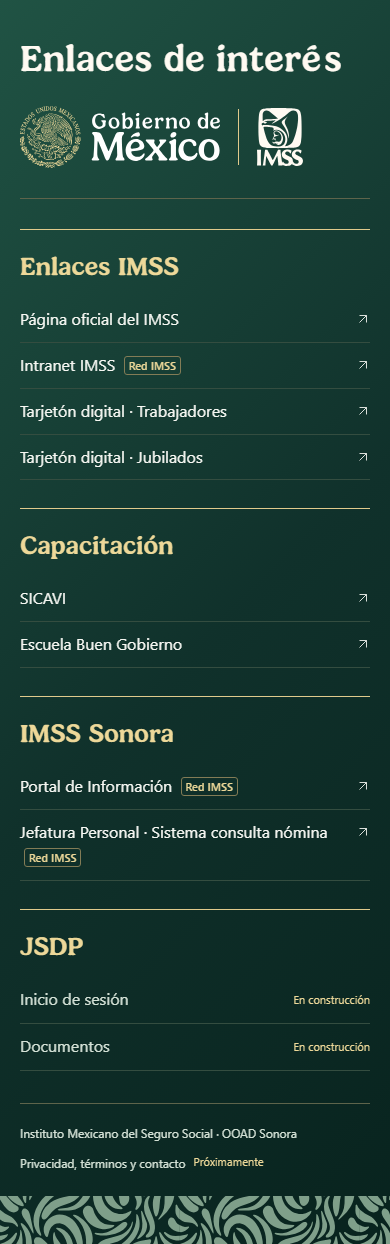 Enlaces de interés
ESTADOS UNIDOS MEXICANOS
Gobierno de
México
IMSS
Enlaces IMSS
Página oficial del IMSS
Intranet IMSS Red IMSS
Tarjetón digital · Trabajadores
Tarjetón digital · Jubilados
Capacitación
SICAVI
Escuela Buen Gobierno
IMSS Sonora
Portal de Información Red IMSS
Jefatura Personal · Sistema consulta nómina
Red IMSS
JSDP
Inicio de sesión En construcción
Documentos En construcción
Instituto Mexicano del Seguro Social · OOAD Sonora
Privacidad, términos y contacto Próximamente